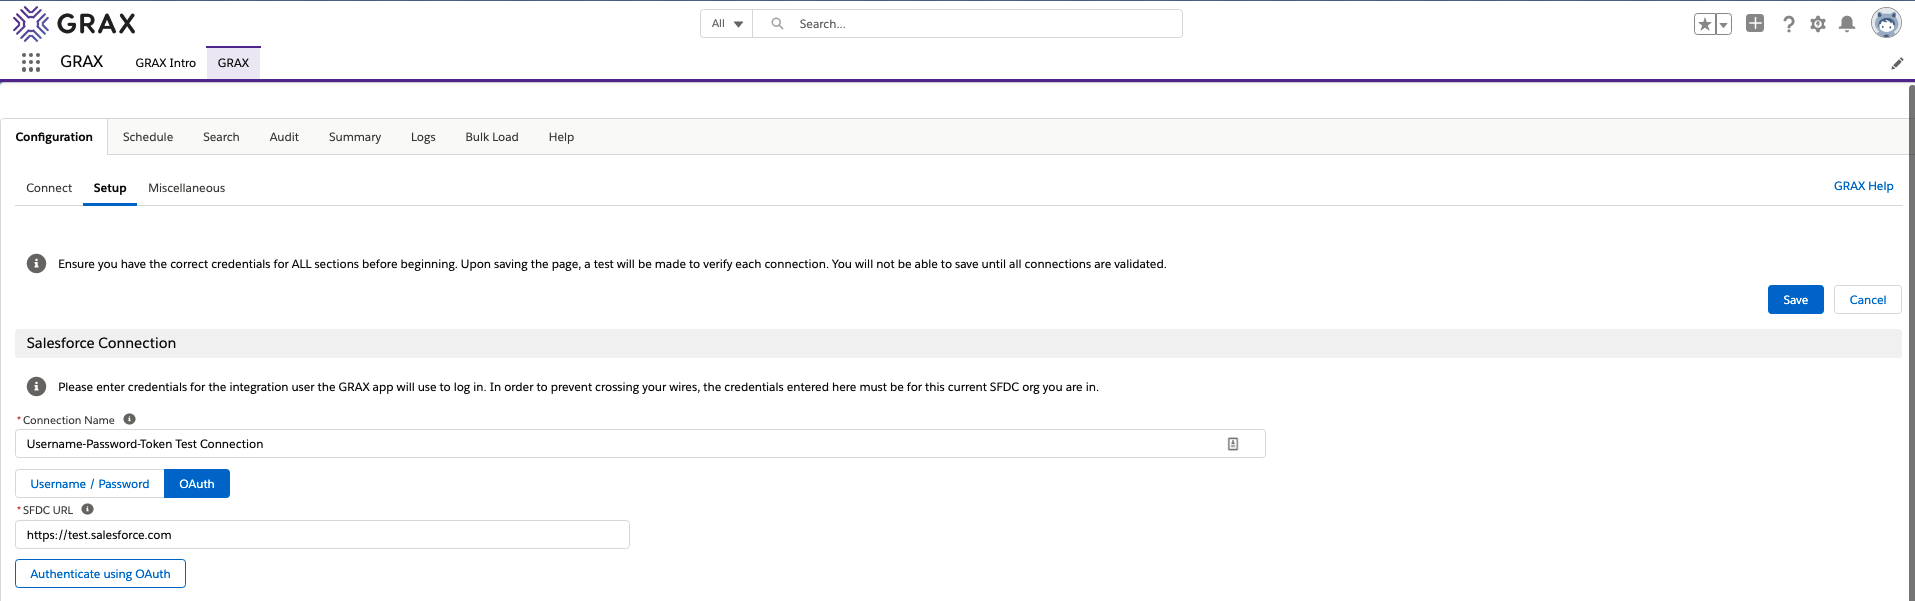 GRAX
All
Search...
GRAX
GRAX Intro
GRAX
Configuration
Schedule
Search
Audit
Summary
Logs
Bulk Load
Help
Connect
Setup
Miscellaneous
GRAX Help
Ensure you have the correct credentials for ALL sections before beginning. Upon saving the page, a test will be made to verify each connection. You will not be able to save until all connections are validated.
Save
Cancel
Salesforce Connection
Please enter credentials for the integration user the GRAX app will use to log in. In order to prevent crossing your wires, the credentials entered here must be for this current SFDC org you are in.
*Connection Name
Username-Password-Token Test Connection
Username / Password
OAuth
*SFDC URL
https://test.salesforce.com
Authenticate using OAuth